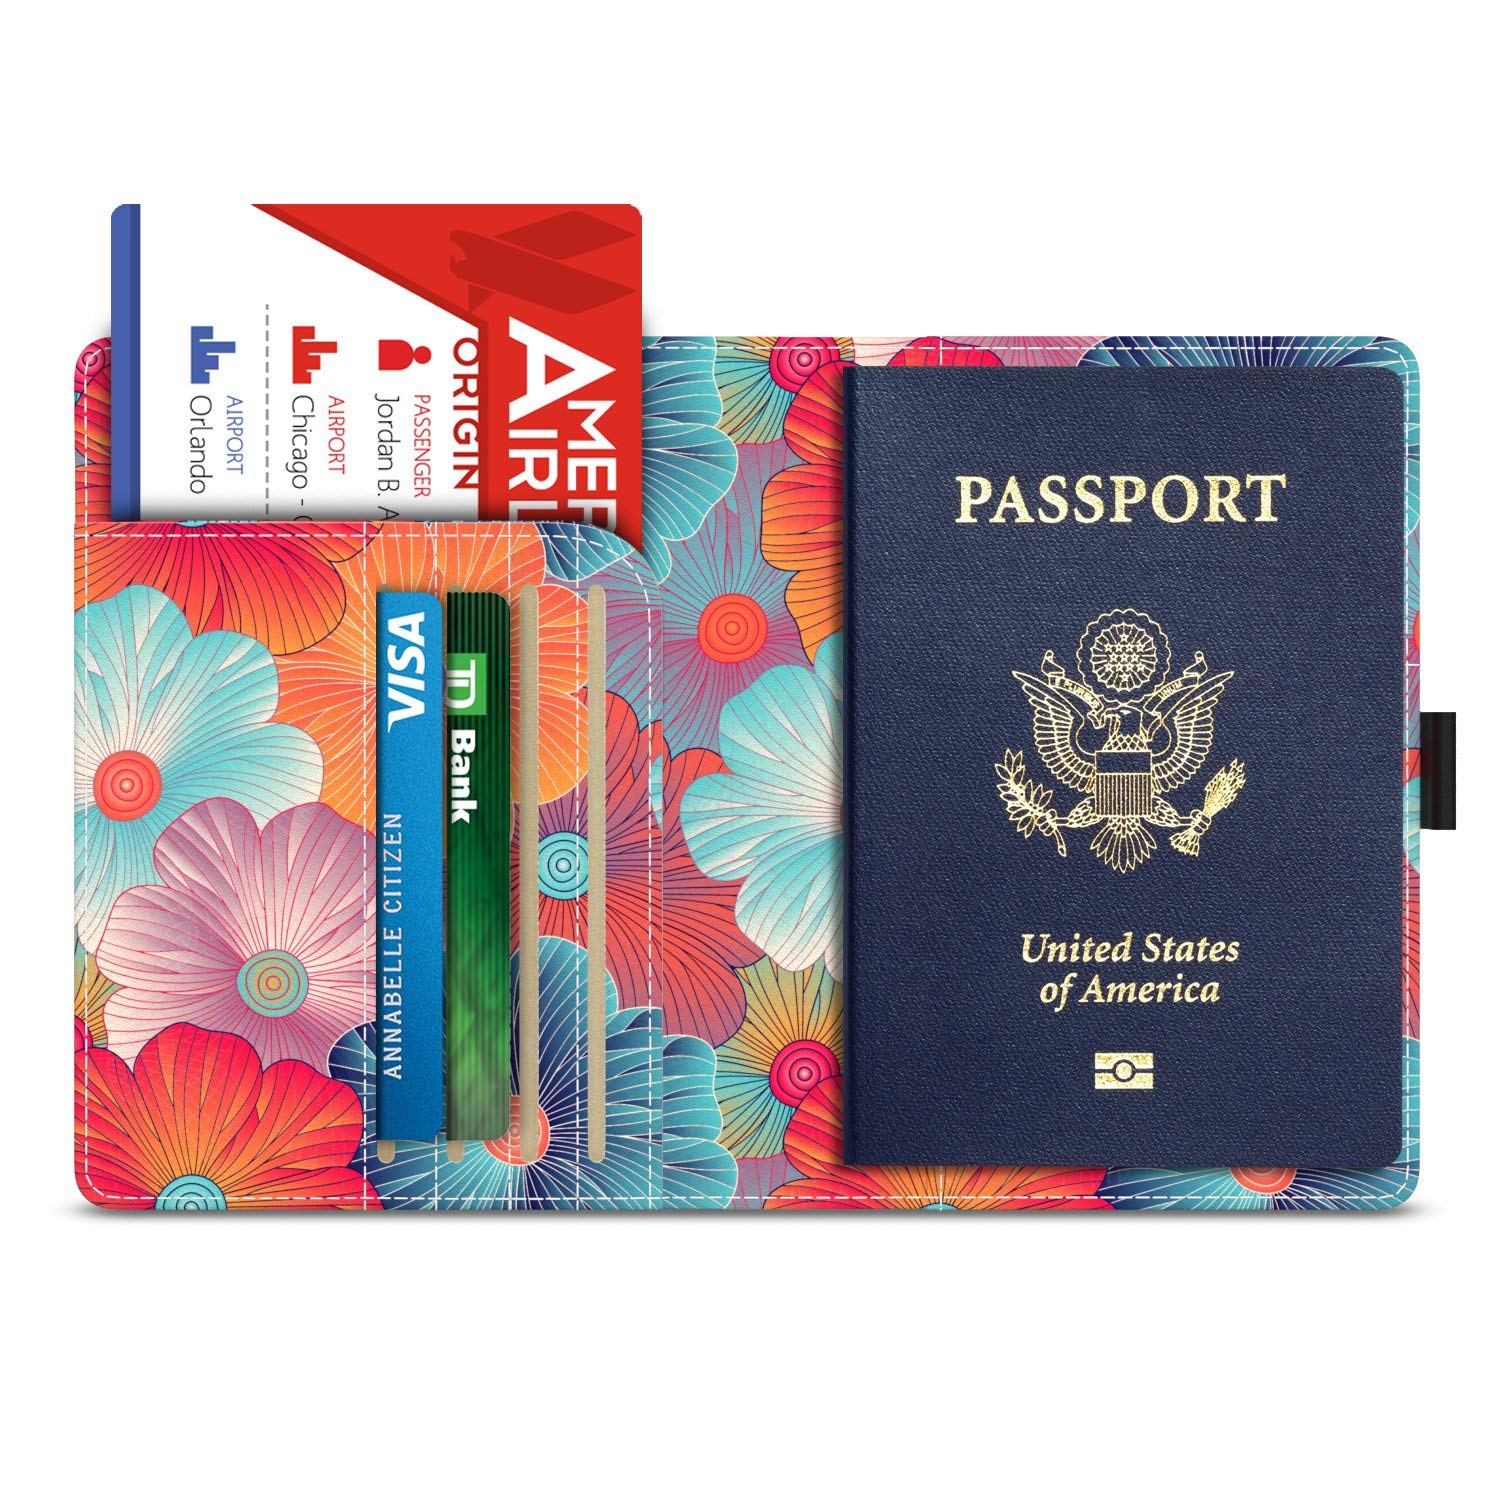 AMER
AIRL
ORIGIN
PASSENGER
Jordan B.
AIRPORT
Chicago -
AIRPORT
Orlando
VISA
ANNABELLE CITIZEN
TD Bank
PASSPORT
United States
of America